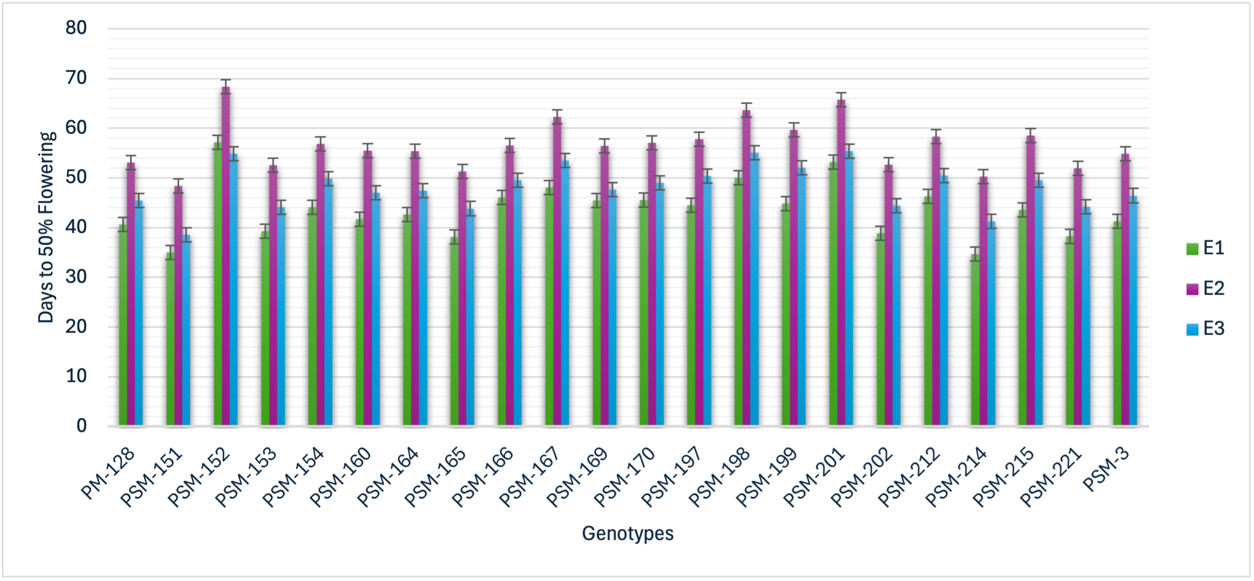 80
70
60
50
40
30
20
10
0
Days to 50% Flowering
PM-128
PSM-151
PSM-152
PSM-153
PSM-154
PSM-160
PSM-164
PSM-165
PSM-166
PSM-167
PSM-169
PSM-170
PSM-197
PSM-198
PSM-199
PSM-201
PSM-202
PSM-212
PSM-214
PSM-215
PSM-221
PSM-3
Genotypes
E1
E2
E3